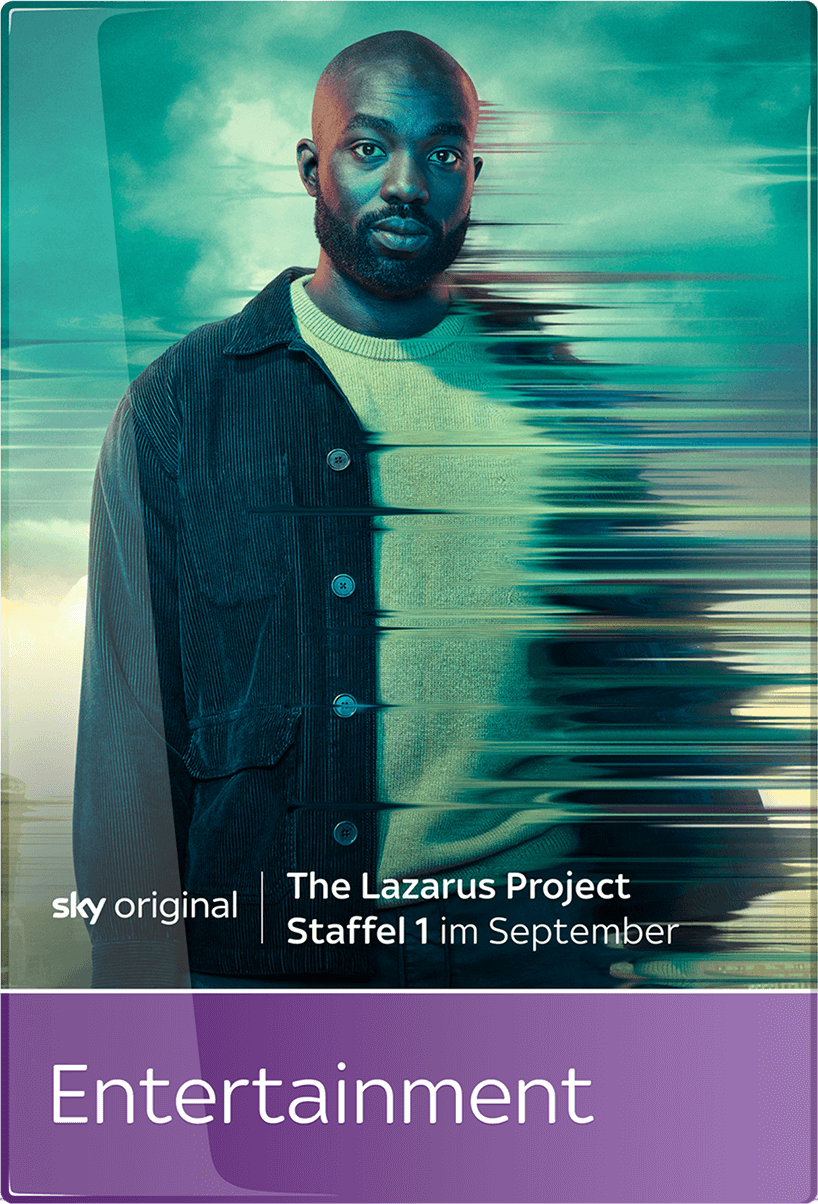 sky original
The Lazarus Project
Staffel 1 im September
Entertainment